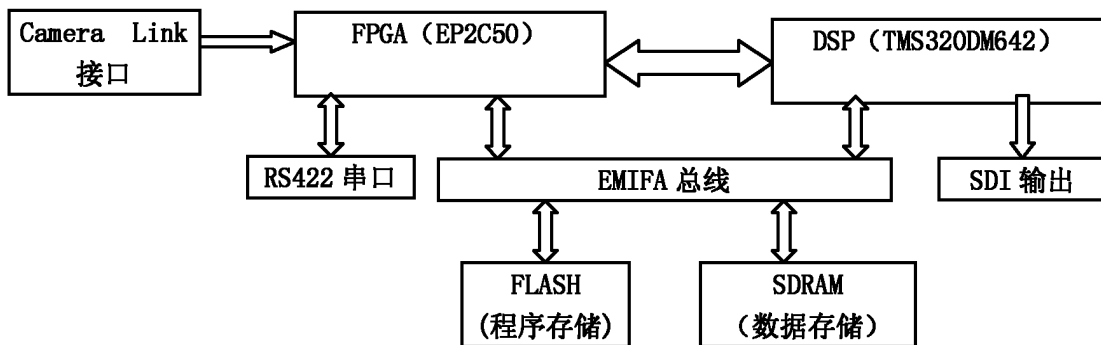 Camera Link
接口
FPGA（EP2C50）
DSP（TMS320DM642）
RS422 串口
EMIFA 总线
SDI 输出
FLASH
(程序存储)
SDRAM
（数据存储）